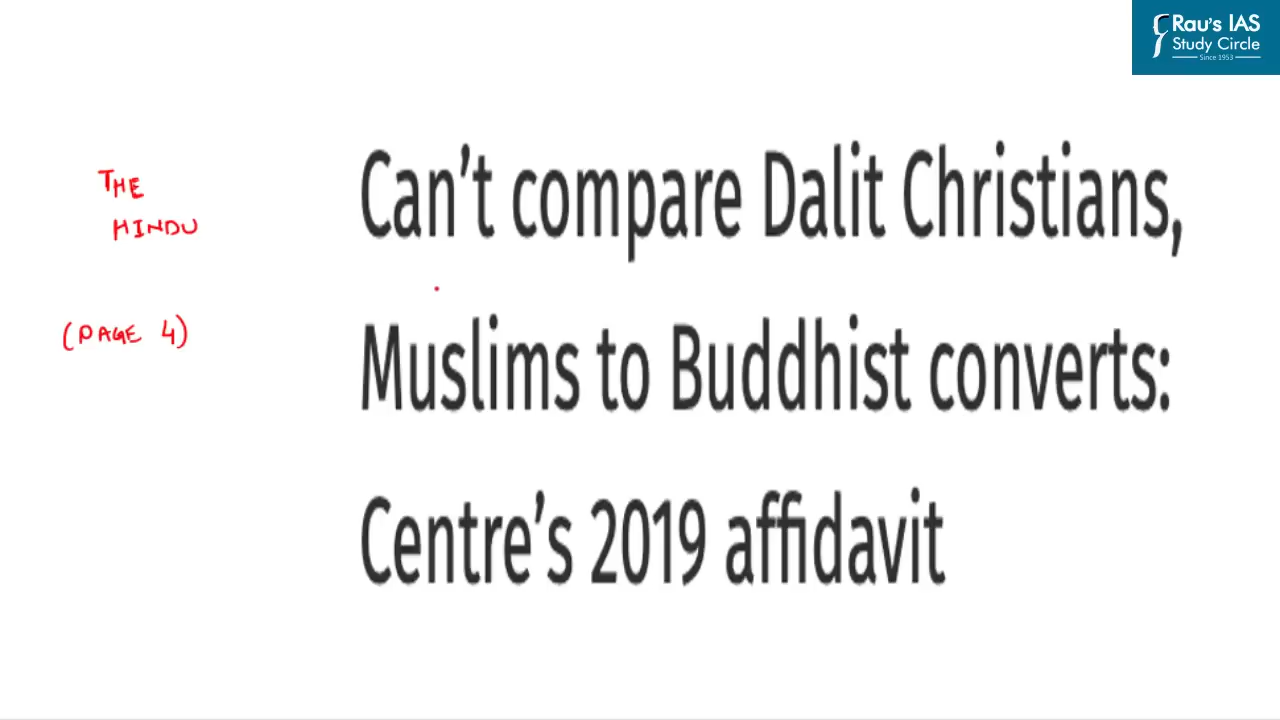 Rau's IAS
Study Circle
Since 1953
THE
HINDU
(PAGE 4)
Can't compare Dalit Christians,
Muslims to Buddhist converts:
Centre's 2019 affidavit